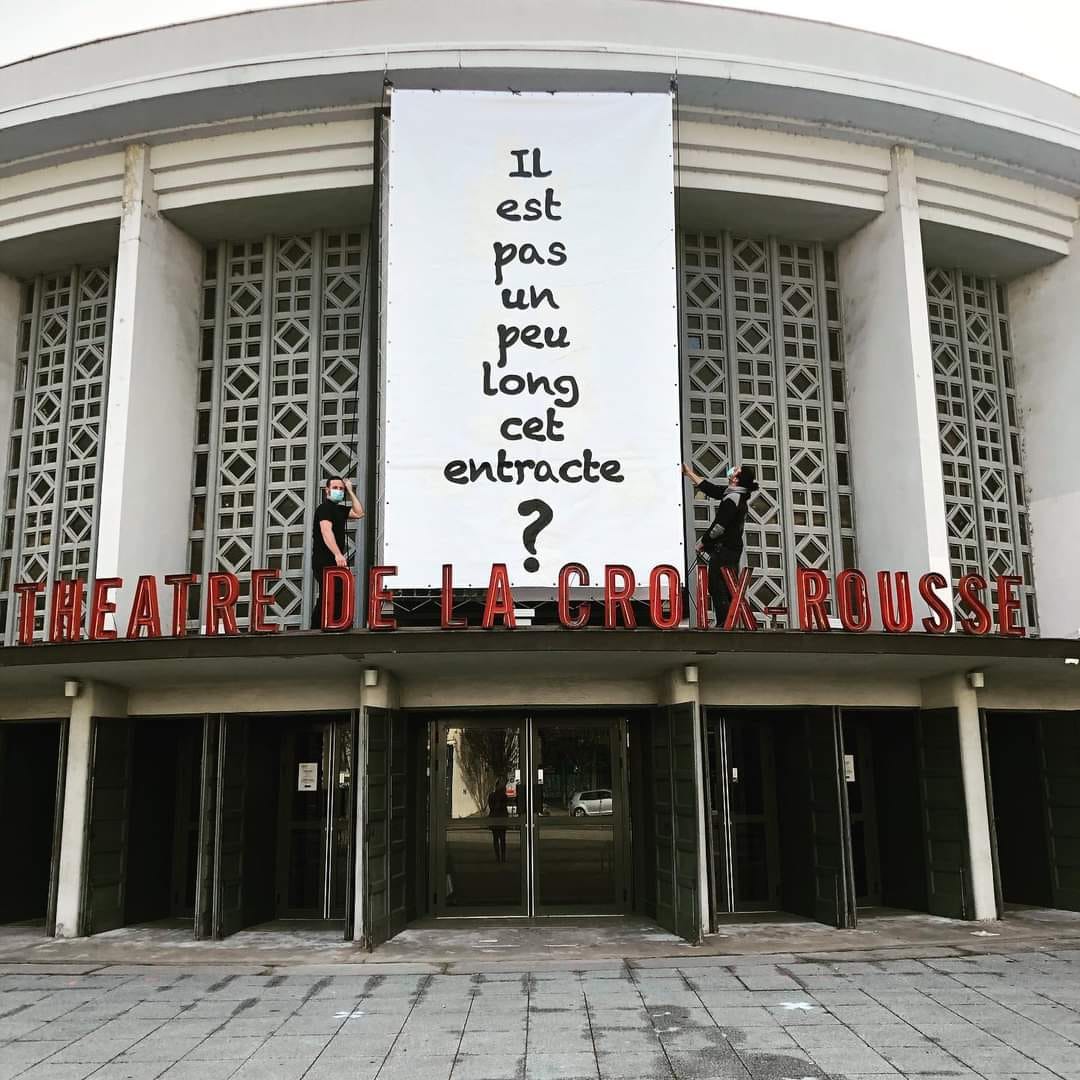 Il
est
pas
un
peu
long
cet
entracte
?
THEATRE DE LA CROIX-ROUSSE